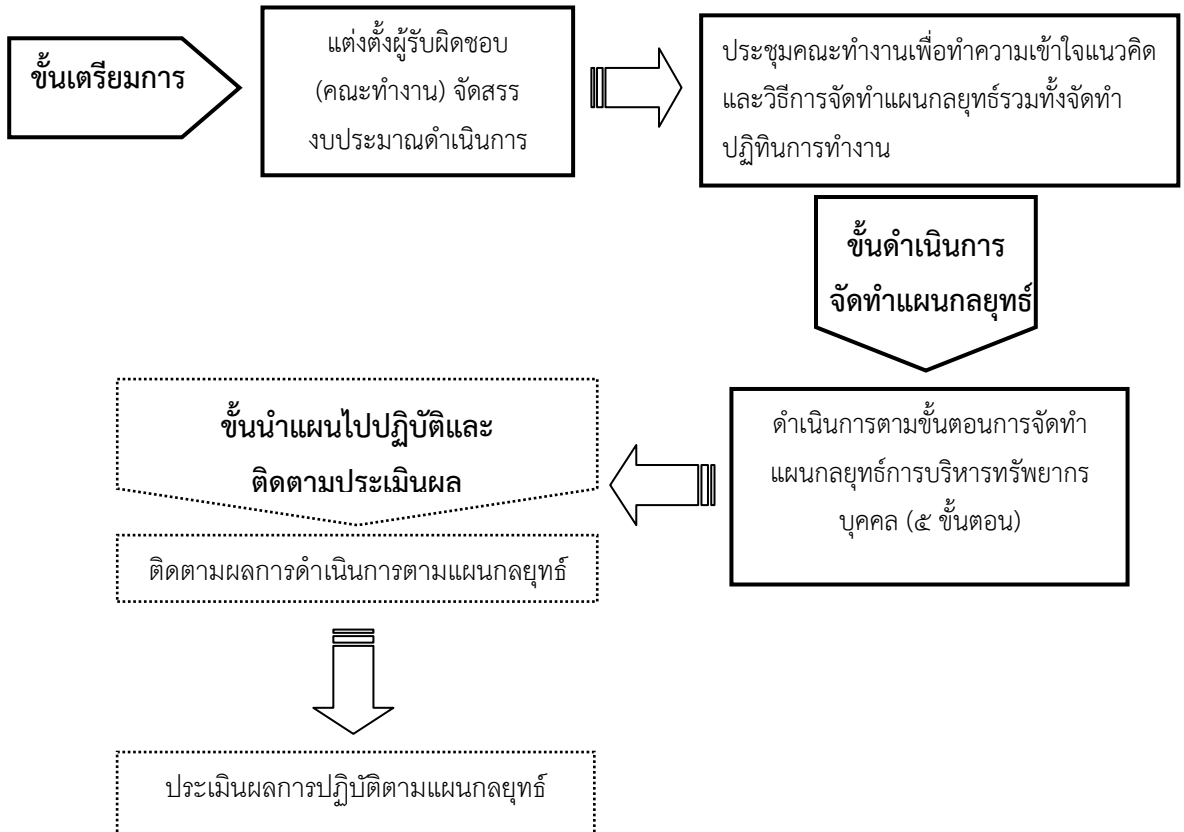 ขั้นเตรียมการ
แต่งตั้งผู้รับผิดชอบ
(คณะทำงาน) จัดสรร
งบประมาณดำเนินการ
ประชุมคณะทำงานเพื่อทำความเข้าใจแนวคิด
และวิธีการจัดทำแผนกลยุทธ์รวมทั้งจัดทำ
ปฏิทินการทำงาน
ขั้นดำเนินการ
จัดทำแผนกลยุทธ์
ดำเนินการตามขั้นตอนการจัดทำ
แผนกลยุทธ์การบริหารทรัพยากร
บุคคล (๕ ขั้นตอน)
ขั้นนำแผนไปปฏิบัติและ
ติดตามประเมินผล
ติดตามผลการดำเนินการตามแผนกลยุทธ์
ประเมินผลการปฏิบัติตามแผนกลยุทธ์